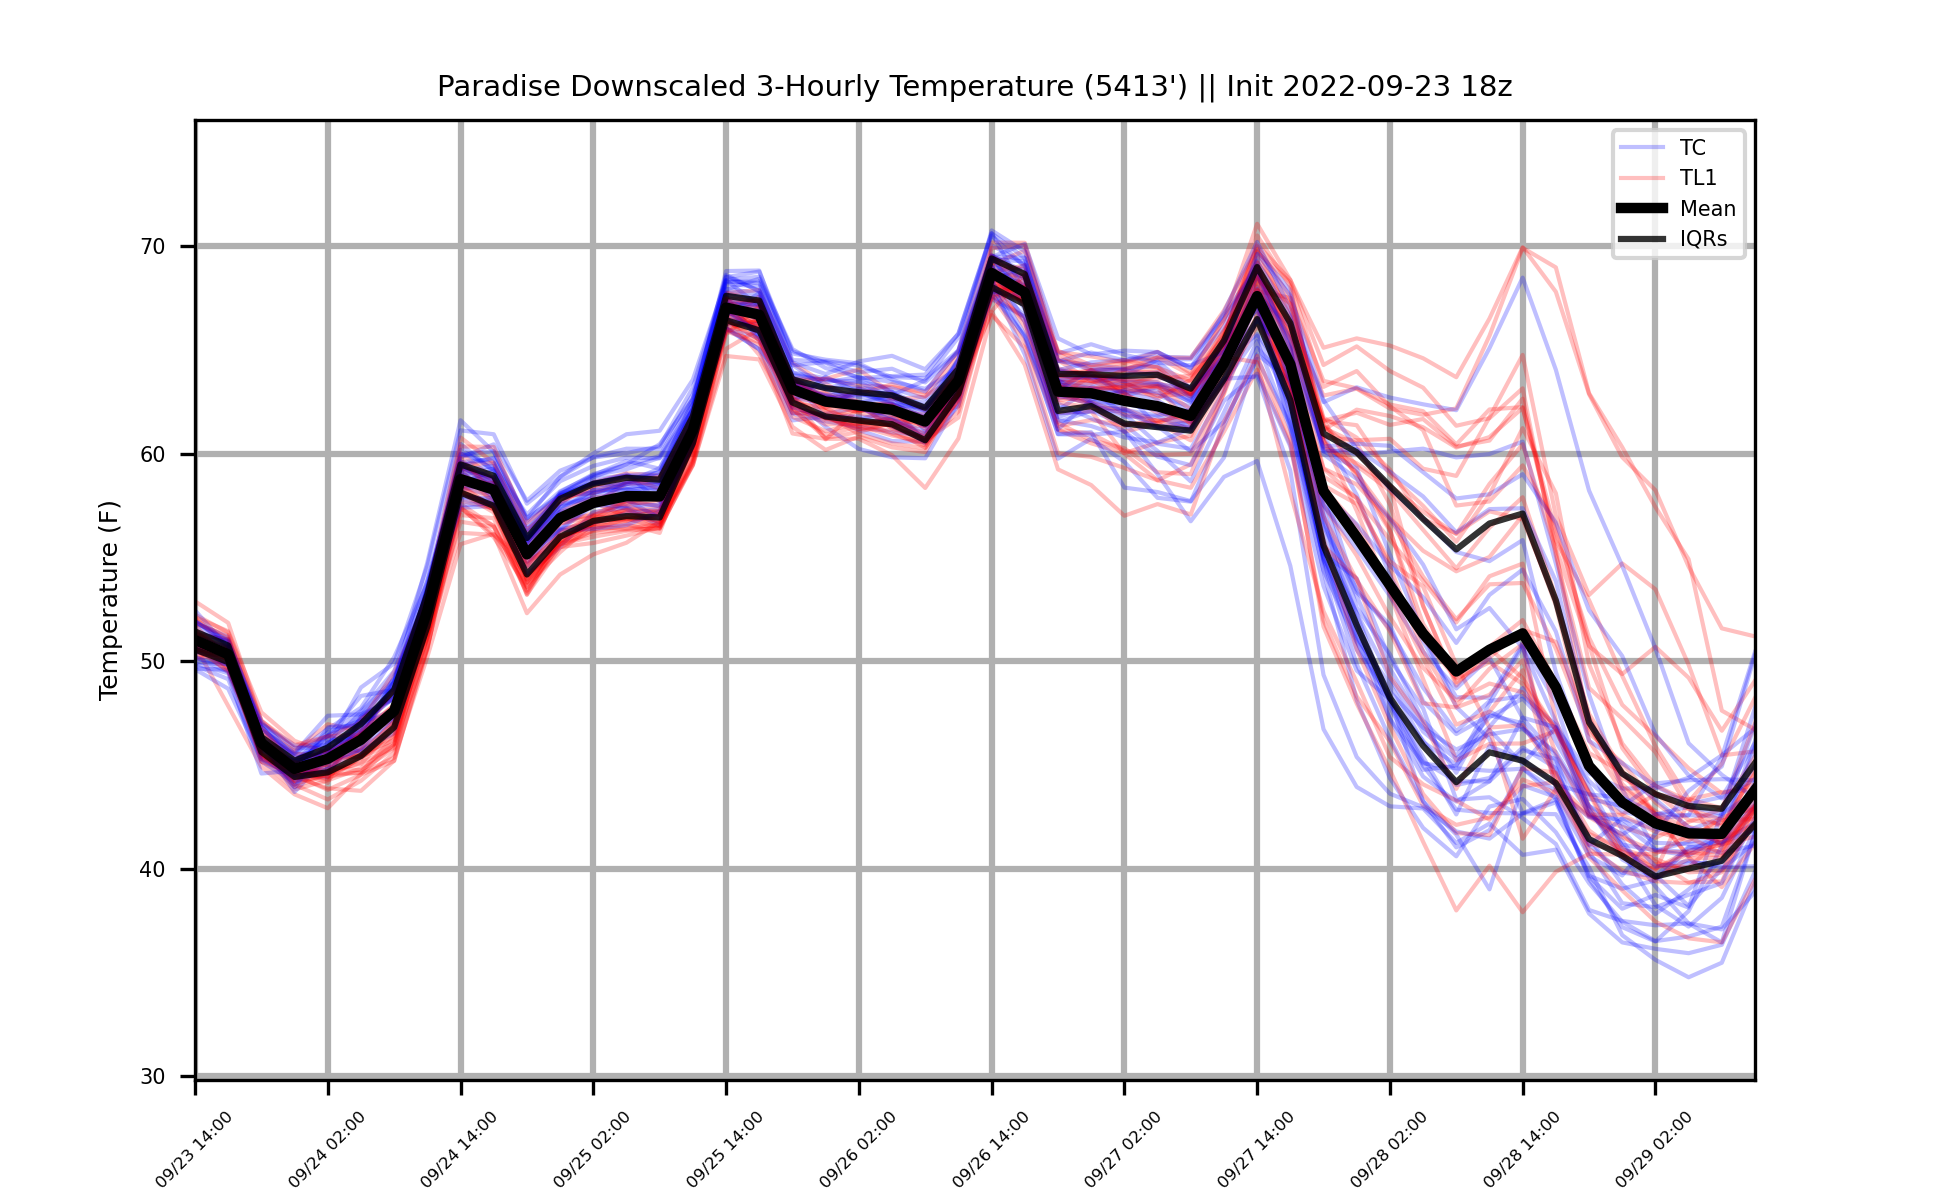 Paradise Downscaled 3-Hourly Temperature (5413') || Init 2022-09-23 18z
TC
TL1
Mean
IQRs
Temperature (F)
70
60
50
40
30
09/23 14:00
09/24 02:00
09/24 14:00
09/25 02:00
09/25 14:00
09/26 02:00
09/26 14:00
09/27 02:00
09/27 14:00
09/28 02:00
09/28 14:00
09/29 02:00